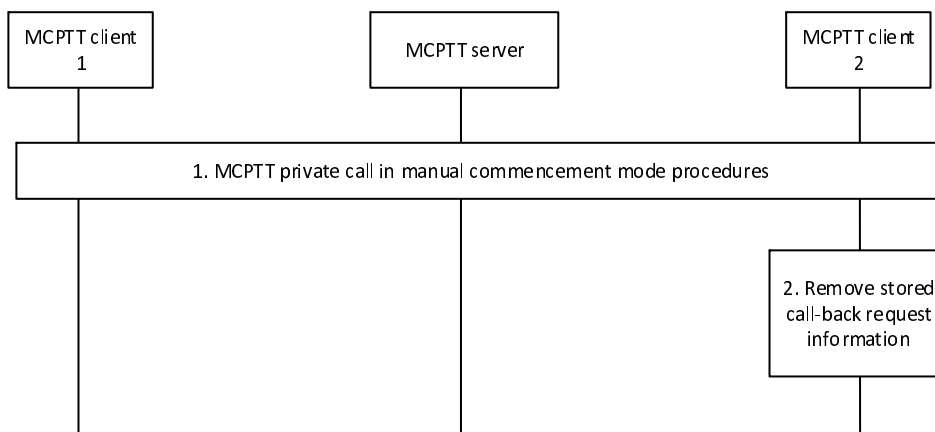 MCPTT client
1
MCPTT server
MCPTT client
2
1. MCPTT private call in manual commencement mode procedures
2. Remove stored
call-back request
information